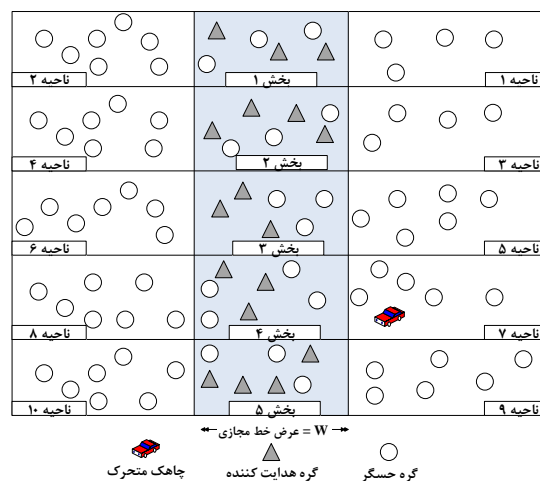 ناحیه ۲
بخش ۱
ناحیه ۱
ناحیه ۴
بخش ۲
ناحیه ۳
ناحیه ۶
بخش ۳
ناحیه ۵
ناحیه ۸
بخش ۴
ناحیه ۷
ناحیه ۱۰
بخش ۵
ناحیه ۹
W = عرض خط مجازی
گره حسگر
گره هدایت کننده
چاهک متحرک